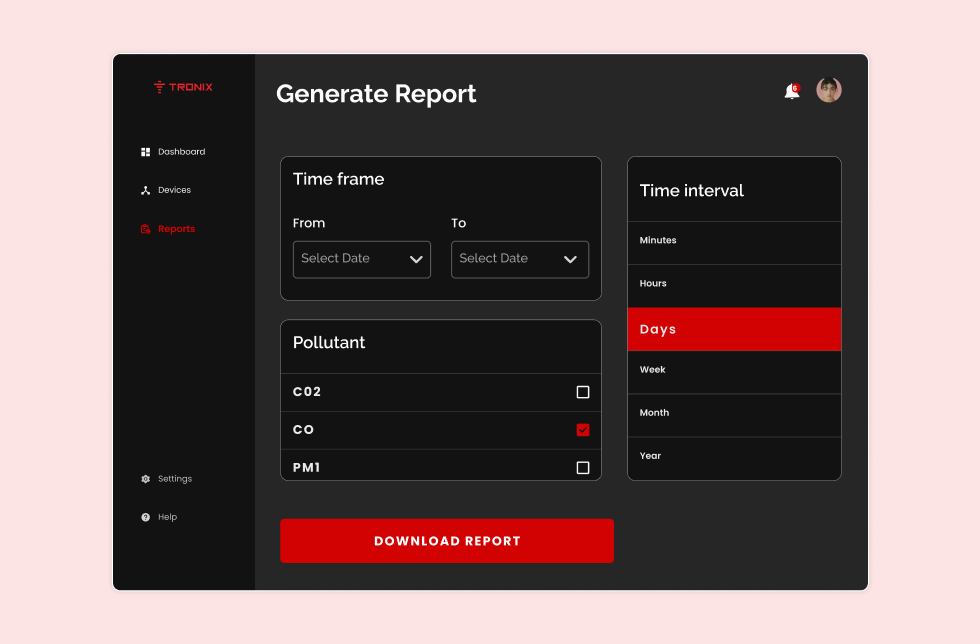 TRONIX
Generate Report
6
Dashboard
Devices
Reports
Settings
Help
Time frame
From
To
Select Date
Select Date
Pollutant
C02
CO
PM1
Time interval
Minutes
Hours
Days
Week
Month
Year
DOWNLOAD REPORT